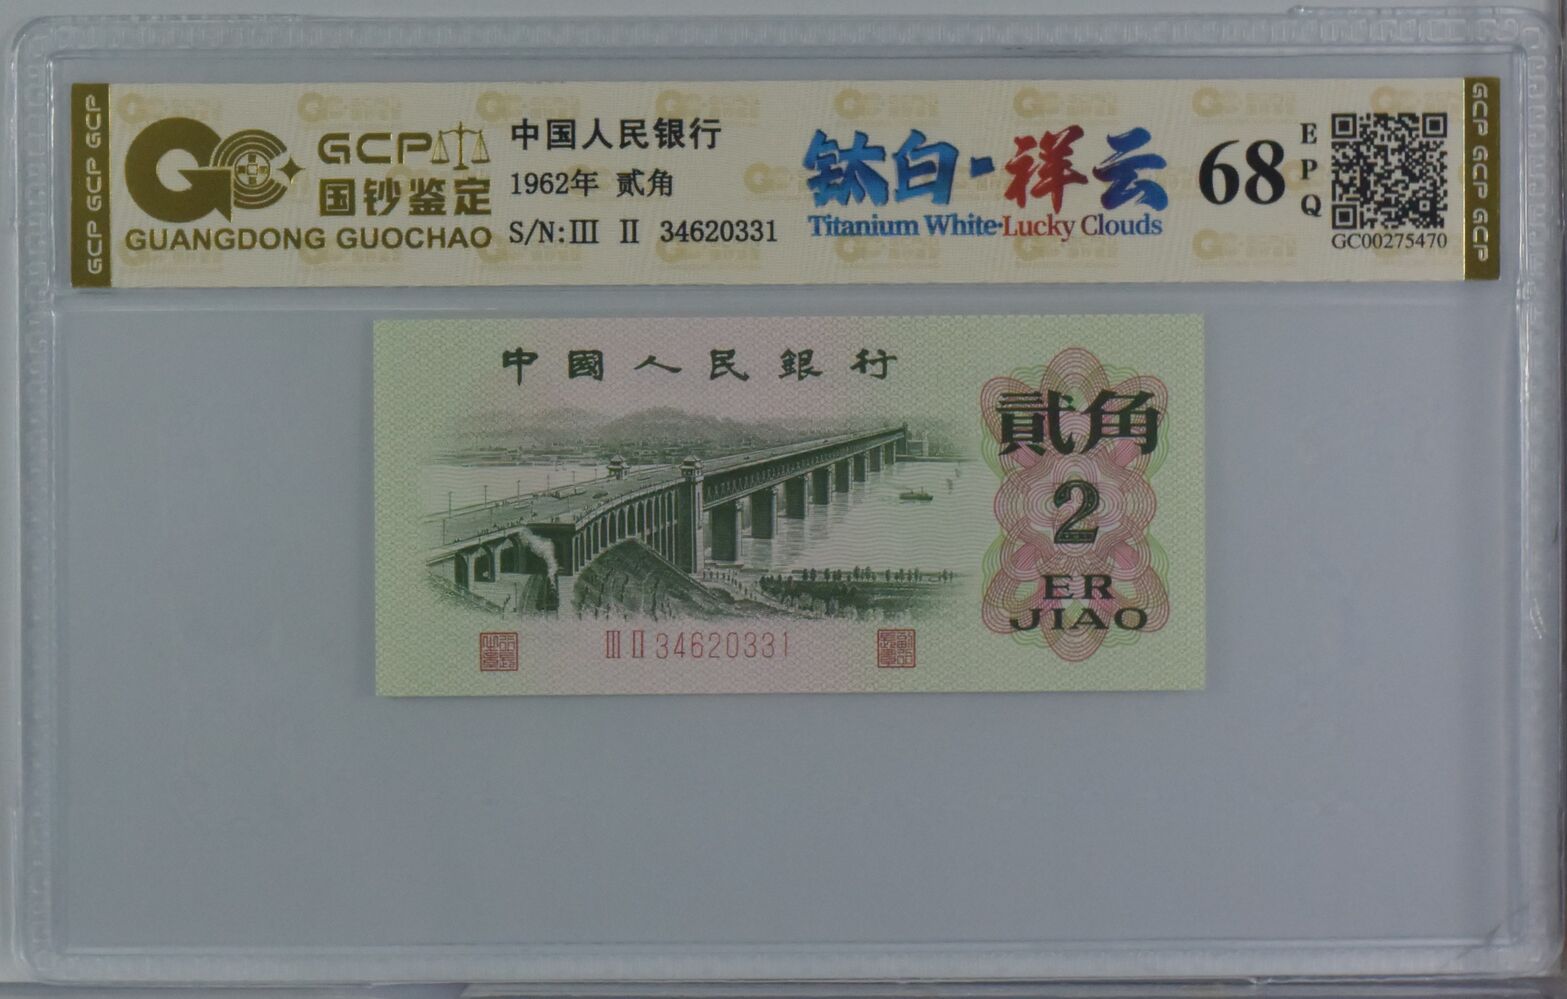 GCP GCP GCP
GCP
国钞鉴定
GUANGDONG GUOCHAO
中国人民银行
1962年 贰角
S/N:Ⅲ Ⅱ 34620331
钛白·祥云
Titanium White·Lucky Clouds
68
EPQ
GC00275470
GCP GCP GCP
中國人民銀行
貳角
2
ER
JIAO
Ⅲ Ⅱ 34620331